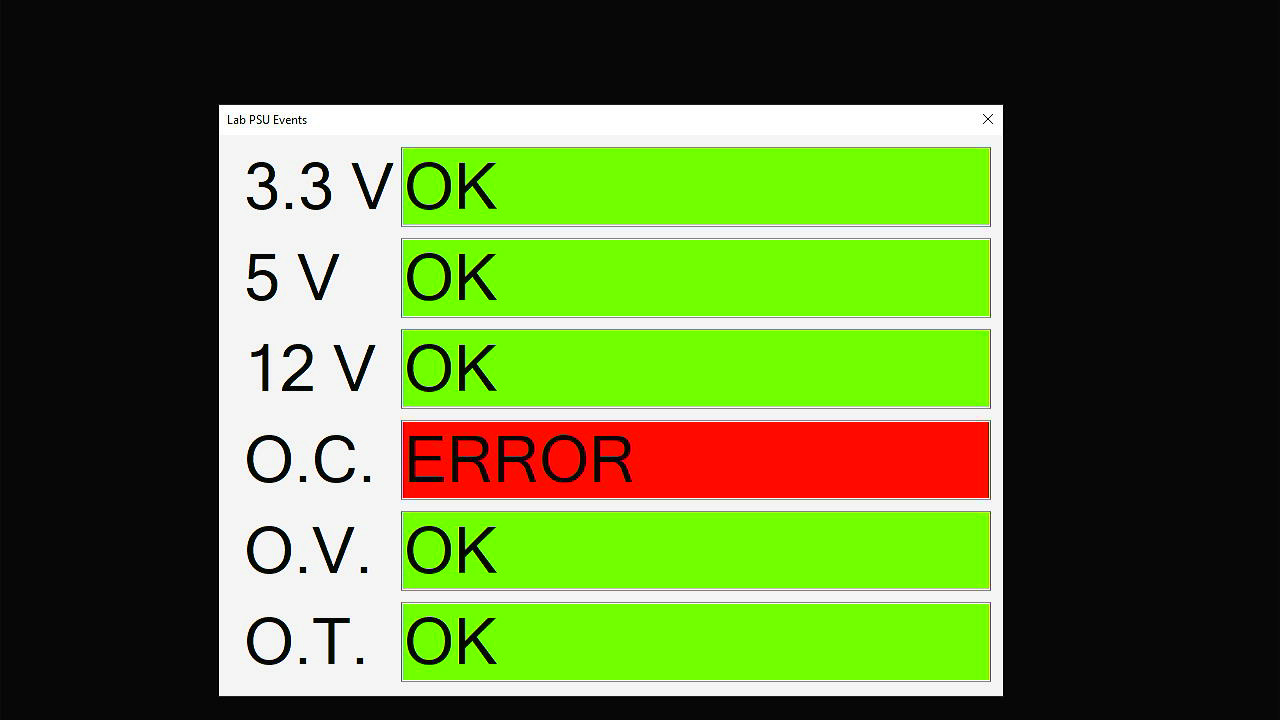 Lab PSU Events
3.3 V OK
5 V OK
12 V OK
O.C. ERROR
O.V. OK
O.T. OK